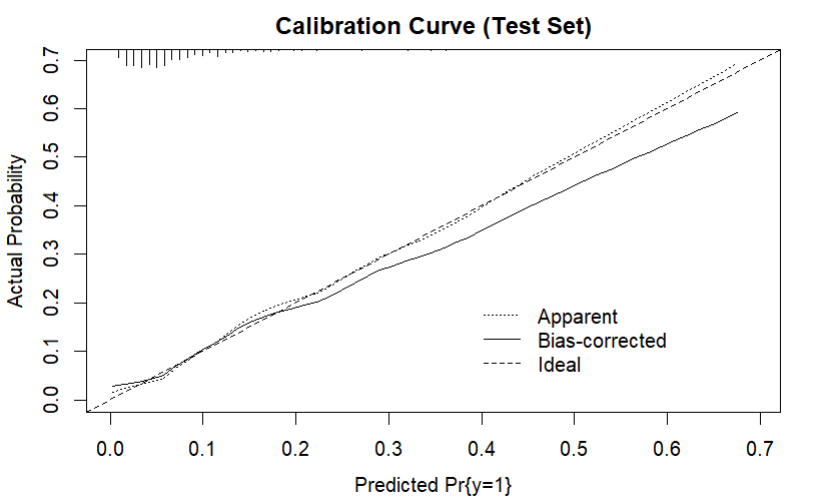 Calibration Curve (Test Set)
Actual Probability
0.7
0.6
0.5
0.4
0.3
0.2
0.1
0.0
Apparent
Bias-corrected
Ideal
0.0 0.1 0.2 0.3 0.4 0.5 0.6 0.7
Predicted Pr{y=1}